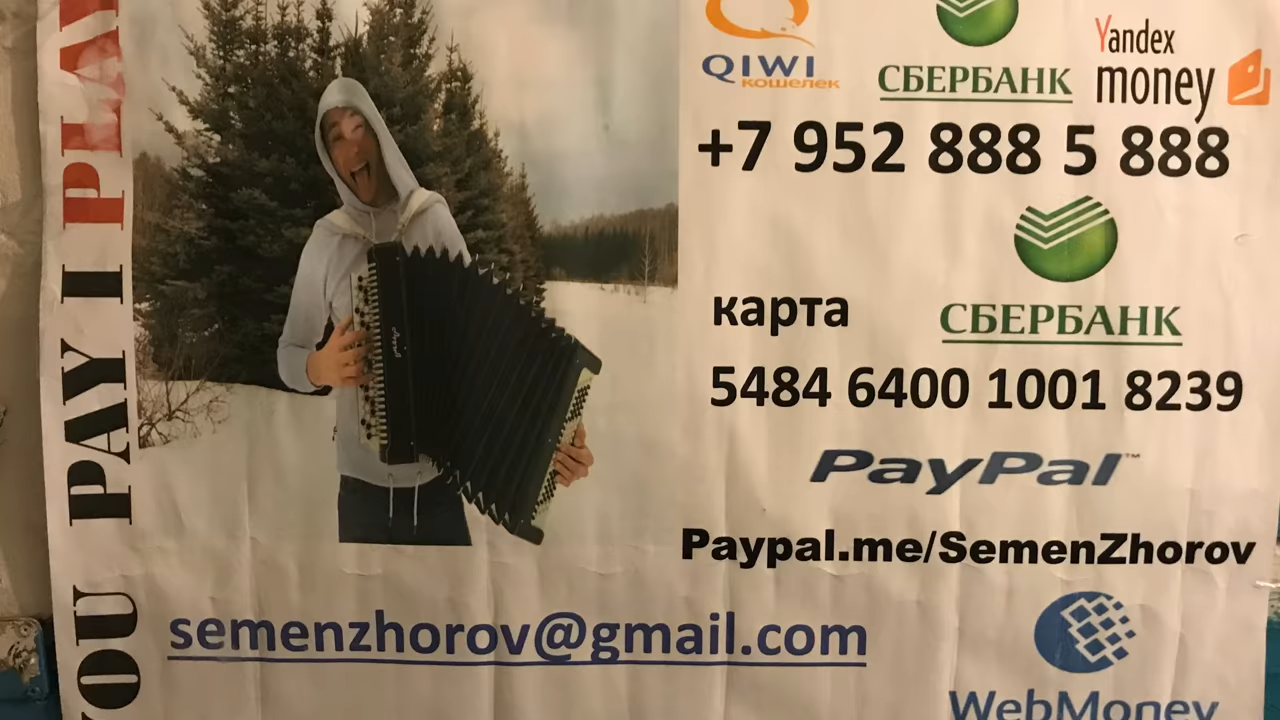 YOU PAY I PLA
QIWI
кошелек
СБЕРБАНК
Yandex
money
+7 952 888 5 888
СБЕРБАНК
карта
5484 6400 1001 8239
PayPal™
Paypal.me/SemenZhorov
semenzhorov@gmail.com
WebMoney